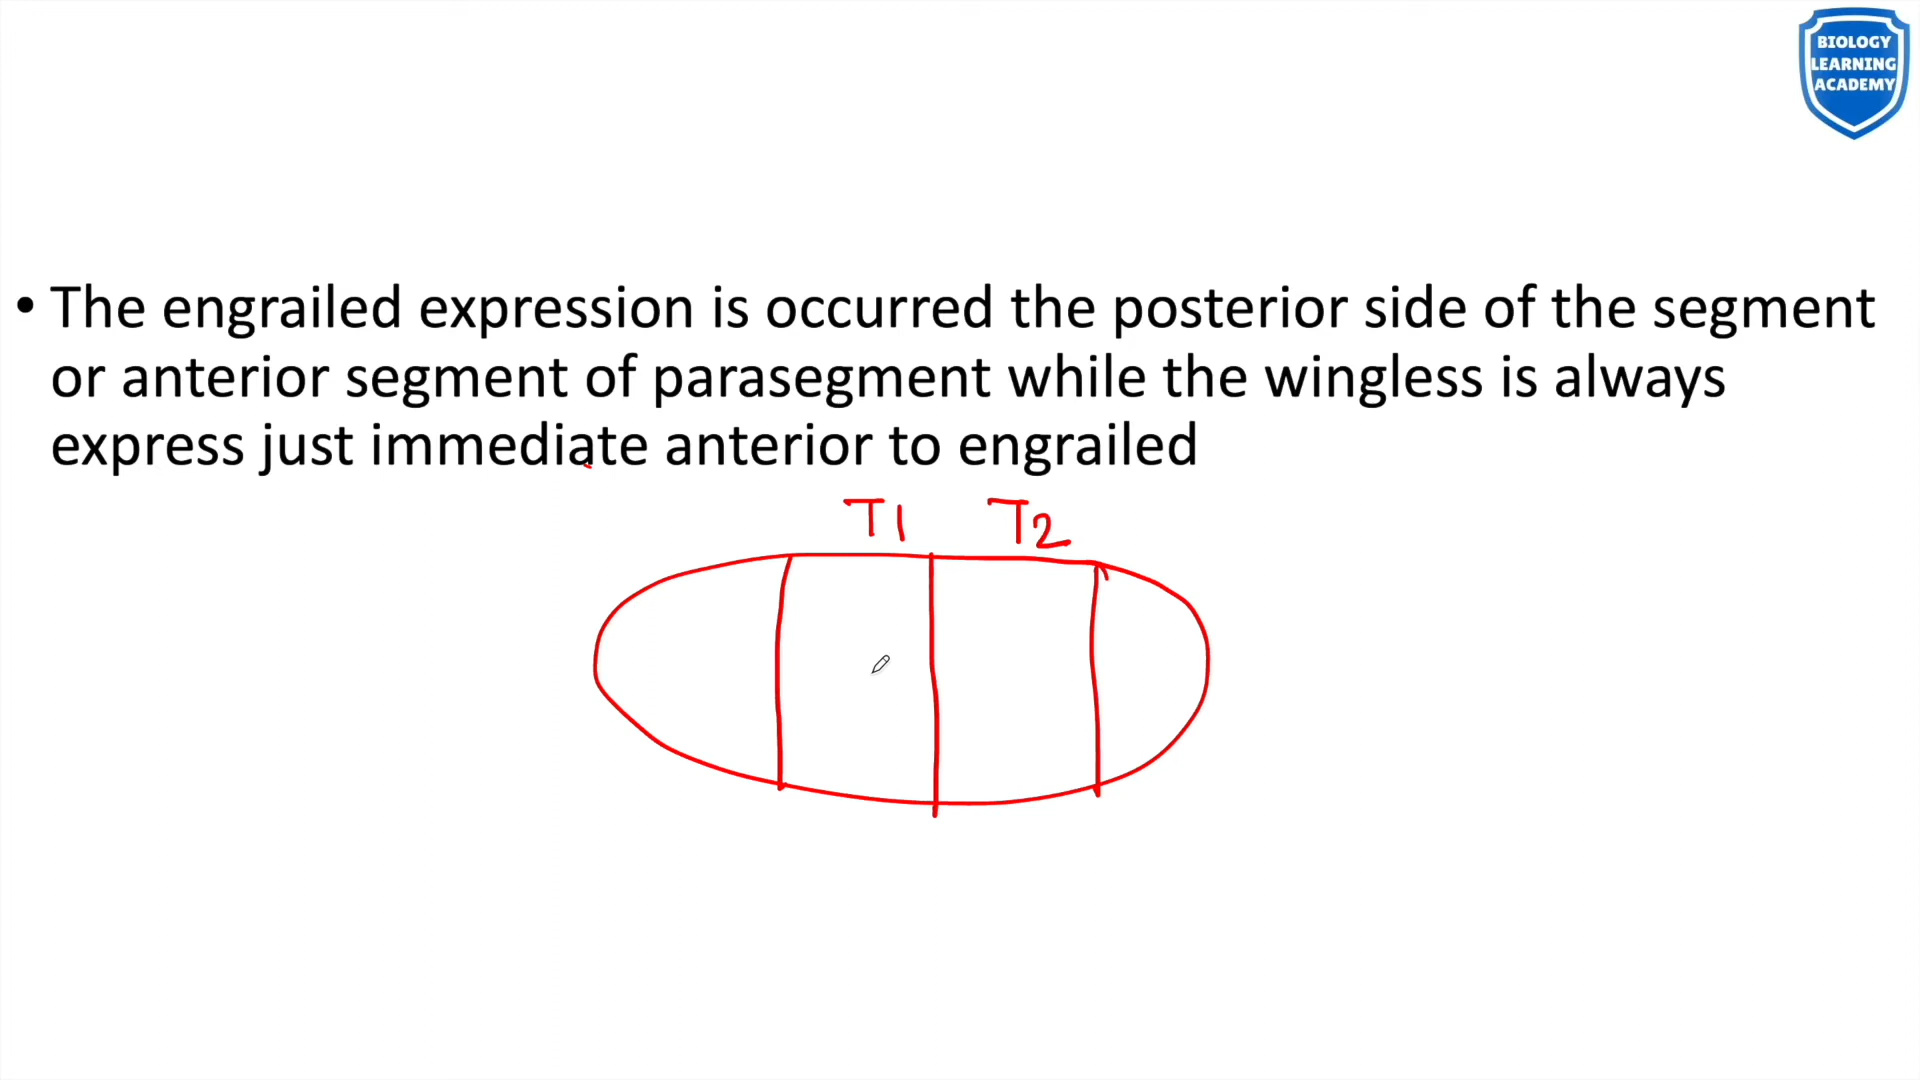 BIOLOGY
LEARNING
ACADEMY
• The engrailed expression is occurred the posterior side of the segment
or anterior segment of parasegment while the wingless is always
express just immediate anterior to engrailed
T1 T2